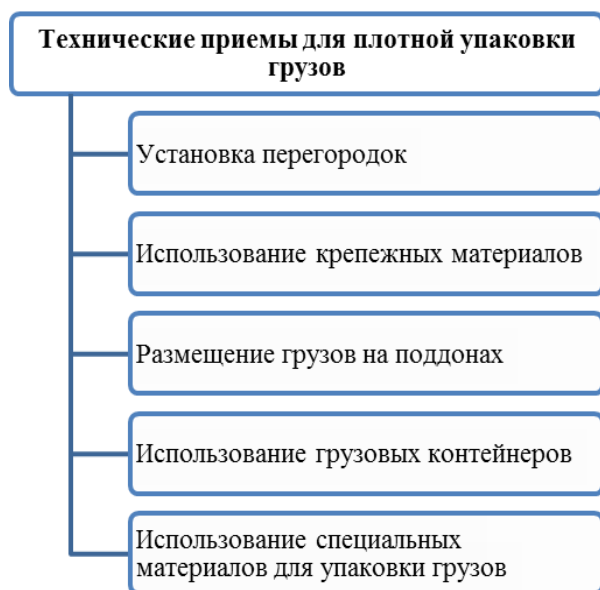 Технические приемы для плотной упаковки
грузов
Установка перегородок
Использование крепежных материалов
Размещение грузов на поддонах
Использование грузовых контейнеров
Использование специальных
материалов для упаковки грузов